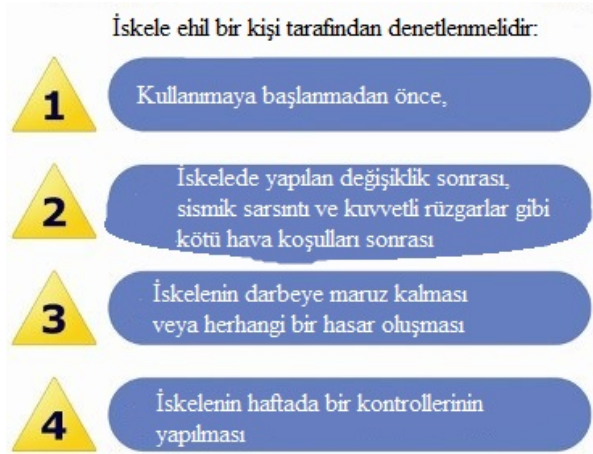 İskele ehil bir kişi tarafından denetlenmelidir:
1
Kullanımaya başlanmadan önce,
2
İskelede yapılan değişiklik sonrası,
sismik sarsıntı ve kuvvetli rüzgarlar gibi
kötü hava koşulları sonrası
3
İskelenin darbeye maruz kalması
veya herhangi bir hasar oluşması
4
İskelenin haftada bir kontrollerinin
yapılması